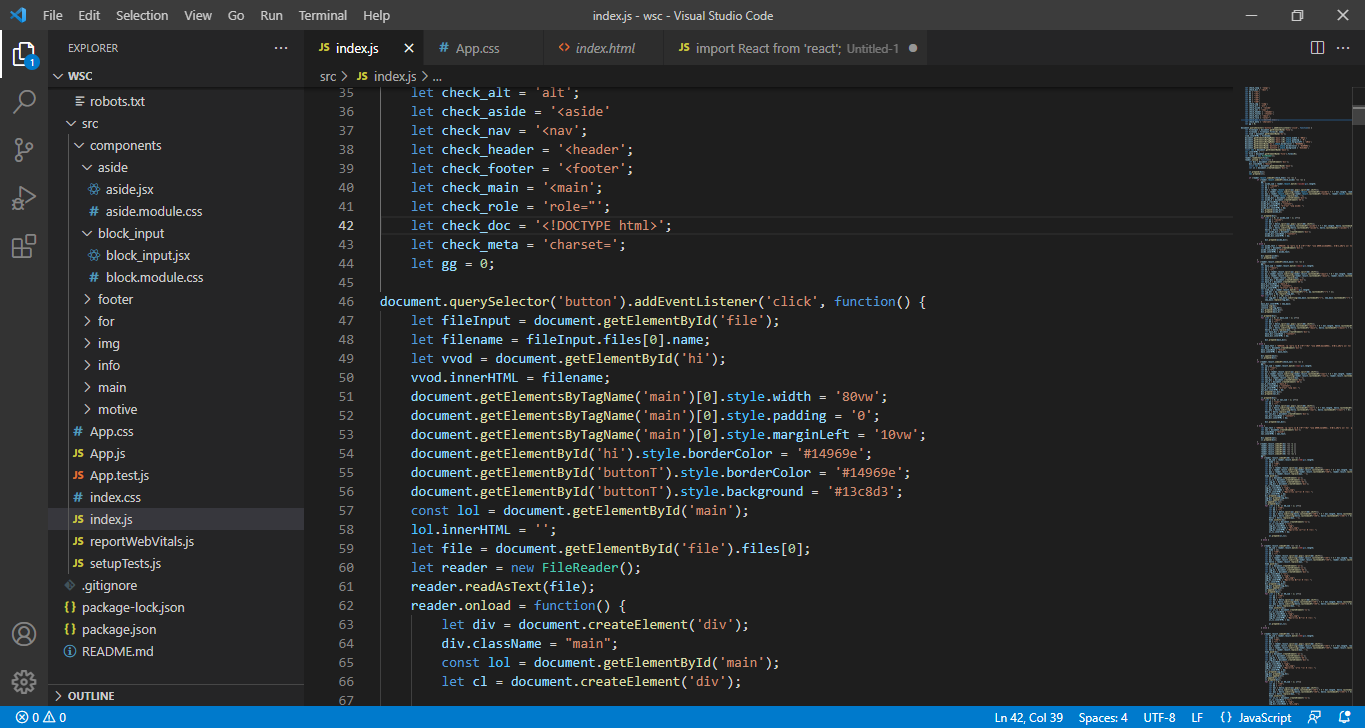 File Edit Selection View Go Run Terminal Help
index.js - wsc - Visual Studio Code
EXPLORER
1
WSC
robots.txt
src
components
aside
aside.jsx
aside.module.css
block_input
block_input.jsx
block.module.css
footer
for
img
info
main
motive
App.css
App.js
App.test.js
index.css
index.js
reportWebVitals.js
setupTests.js
.gitignore
package-lock.json
package.json
README.md
OUTLINE
JS index.js # App.css <> index.html JS import React from 'react'; Untitled-1
src > JS index.js > ...
35 let check_alt = 'alt';
36 let check_aside = '<aside'
37 let check_nav = '<nav';
38 let check_header = '<header';
39 let check_footer = '<footer';
40 let check_main = '<main';
41 let check_role = 'role="';
42 let check_doc = '<!DOCTYPE html>';
43 let check_meta = 'charset=';
44 let gg = 0;
45
46 document.querySelector('button').addEventListener('click', function() {
47 let fileInput = document.getElementById('file');
48 let filename = fileInput.files[0].name;
49 let vvod = document.getElementById('hi');
50 vvod.innerHTML = filename;
51 document.getElementsByTagName('main')[0].style.width = '80vw';
52 document.getElementsByTagName('main')[0].style.padding = '0';
53 document.getElementsByTagName('main')[0].style.marginLeft = '10vw';
54 document.getElementById('hi').style.borderColor = '#14969e';
55 document.getElementById('buttonT').style.borderColor = '#14969e';
56 document.getElementById('buttonT').style.background = '#13c8d3';
57 const lol = document.getElementById('main');
58 lol.innerHTML = '';
59 let file = document.getElementById('file').files[0];
60 let reader = new FileReader();
61 reader.readAsText(file);
62 reader.onload = function() {
63 let div = document.createElement('div');
64 div.className = "main";
65 const lol = document.getElementById('main');
66 let cl = document.createElement('div');
67
0 0 Ln 42, Col 39 Spaces: 4 UTF-8 LF {} JavaScript